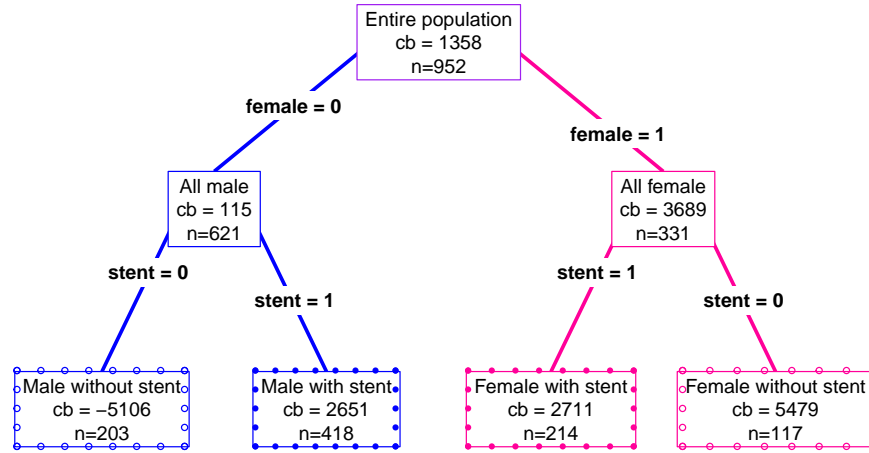 Entire population
cb = 1358
n=952
female = 0
female = 1
All male
cb = 115
n=621
All female
cb = 3689
n=331
stent = 0
stent = 1
stent = 1
stent = 0
Male without stent
cb = −5106
n=203
Male with stent
cb = 2651
n=418
Female with stent
cb = 2711
n=214
Female without stent
cb = 5479
n=117